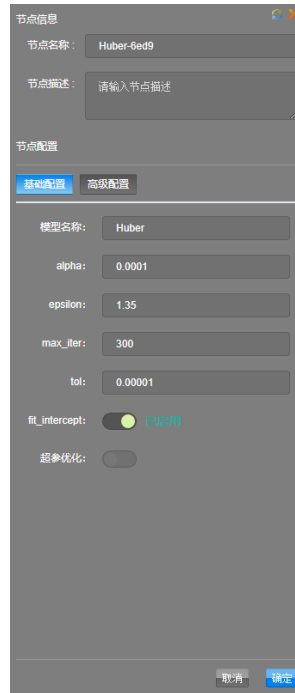 节点信息
节点名称： Huber-6ed9
节点描述： 请输入节点描述
节点配置
基础配置 高级配置
模型名称： Huber
alpha： 0.0001
epsilon： 1.35
max_iter： 300
tol： 0.00001
fit_intercept： 已启用
超参优化：
取消 确定